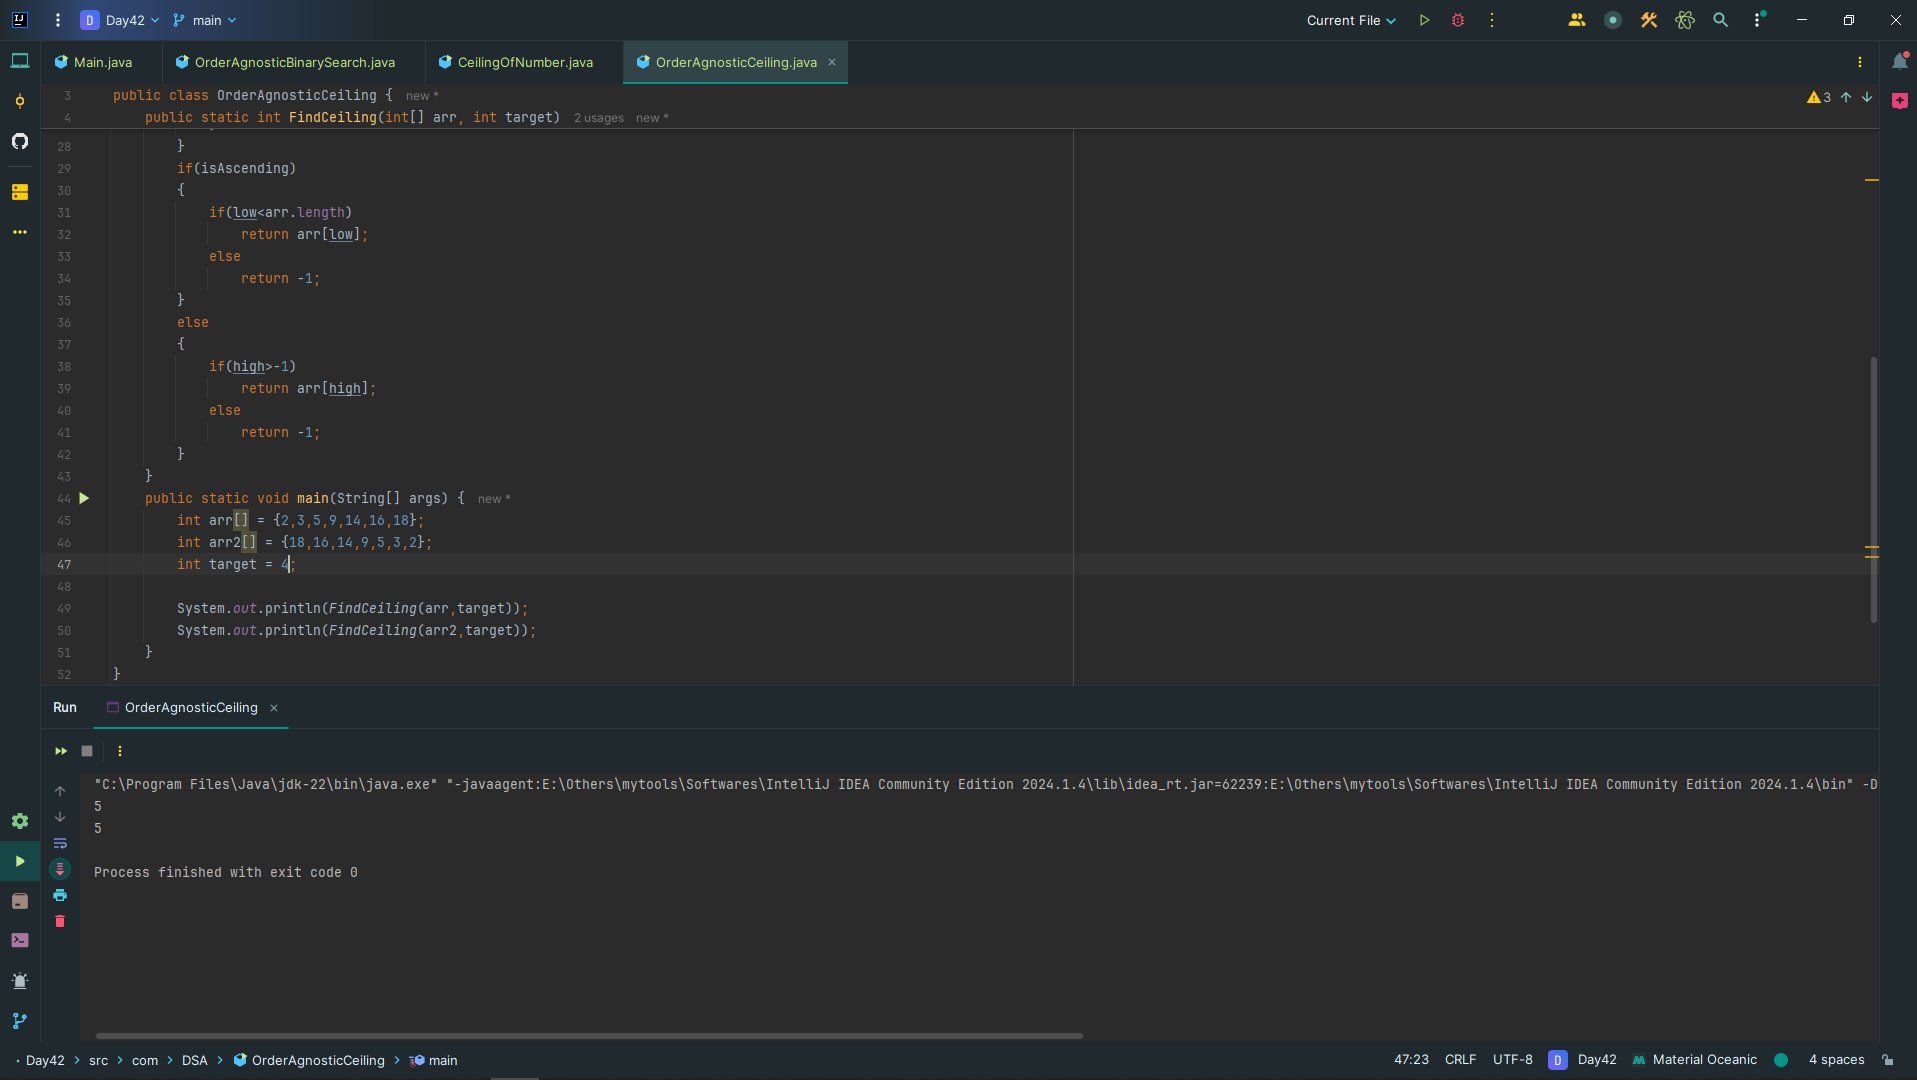 D Day42 main Current File
Main.java OrderAgnosticBinarySearch.java CeilingOfNumber.java OrderAgnosticCeiling.java
3 public class OrderAgnosticCeiling { new *
4 public static int FindCeiling(int[] arr, int target) 2 usages new *
3
28 }
29 if(isAscending)
30 {
31 if(low<arr.length)
32 return arr[low];
33 else
34 return -1;
35 }
36 else
37 {
38 if(high>-1)
39 return arr[high];
40 else
41 return -1;
42 }
43 }
44 public static void main(String[] args) { new *
45 int arr[] = {2,3,5,9,14,16,18};
46 int arr2[] = {18,16,14,9,5,3,2};
47 int target = 4;
48
49 System.out.println(FindCeiling(arr,target));
50 System.out.println(FindCeiling(arr2,target));
51 }
52 }
Run OrderAgnosticCeiling
"C:\Program Files\Java\jdk-22\bin\java.exe" "-javaagent:E:\Others\mytools\Softwares\IntelliJ IDEA Community Edition 2024.1.4\lib\idea_rt.jar=62239:E:\Others\mytools\Softwares\IntelliJ IDEA Community Edition 2024.1.4\bin" -D
5
5
Process finished with exit code 0
Day42 > src > com > DSA > OrderAgnosticCeiling > main 47:23 CRLF UTF-8 D Day42 Material Oceanic 4 spaces